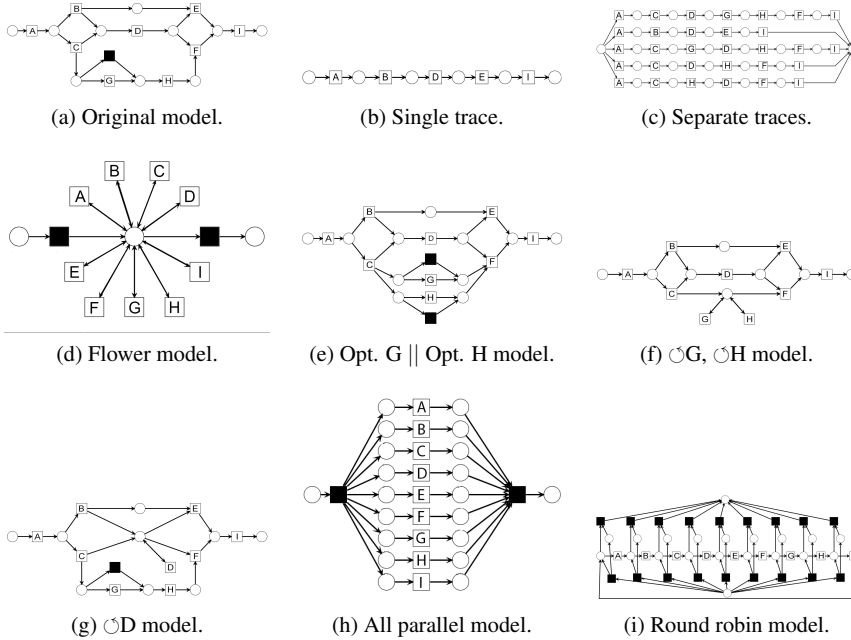 B E
A D I
C F
G H
(a) Original model.
A B D E I
(b) Single trace.
A C D G H F I
A B D E I
A C G D H F I
A C D H F I
A C H D F I
(c) Separate traces.
B C
A D
E I
F G H
(d) Flower model.
B E
A D I
C F
G
H
(e) Opt. G || Opt. H model.
B E
A D I
C F
G H
(f) ↺G, ↺H model.
B E
A I
C D F
G H
(g) ↺D model.
A
B
C
D
E
F
G
H
I
(h) All parallel model.
A B C D E F G H
(i) Round robin model.